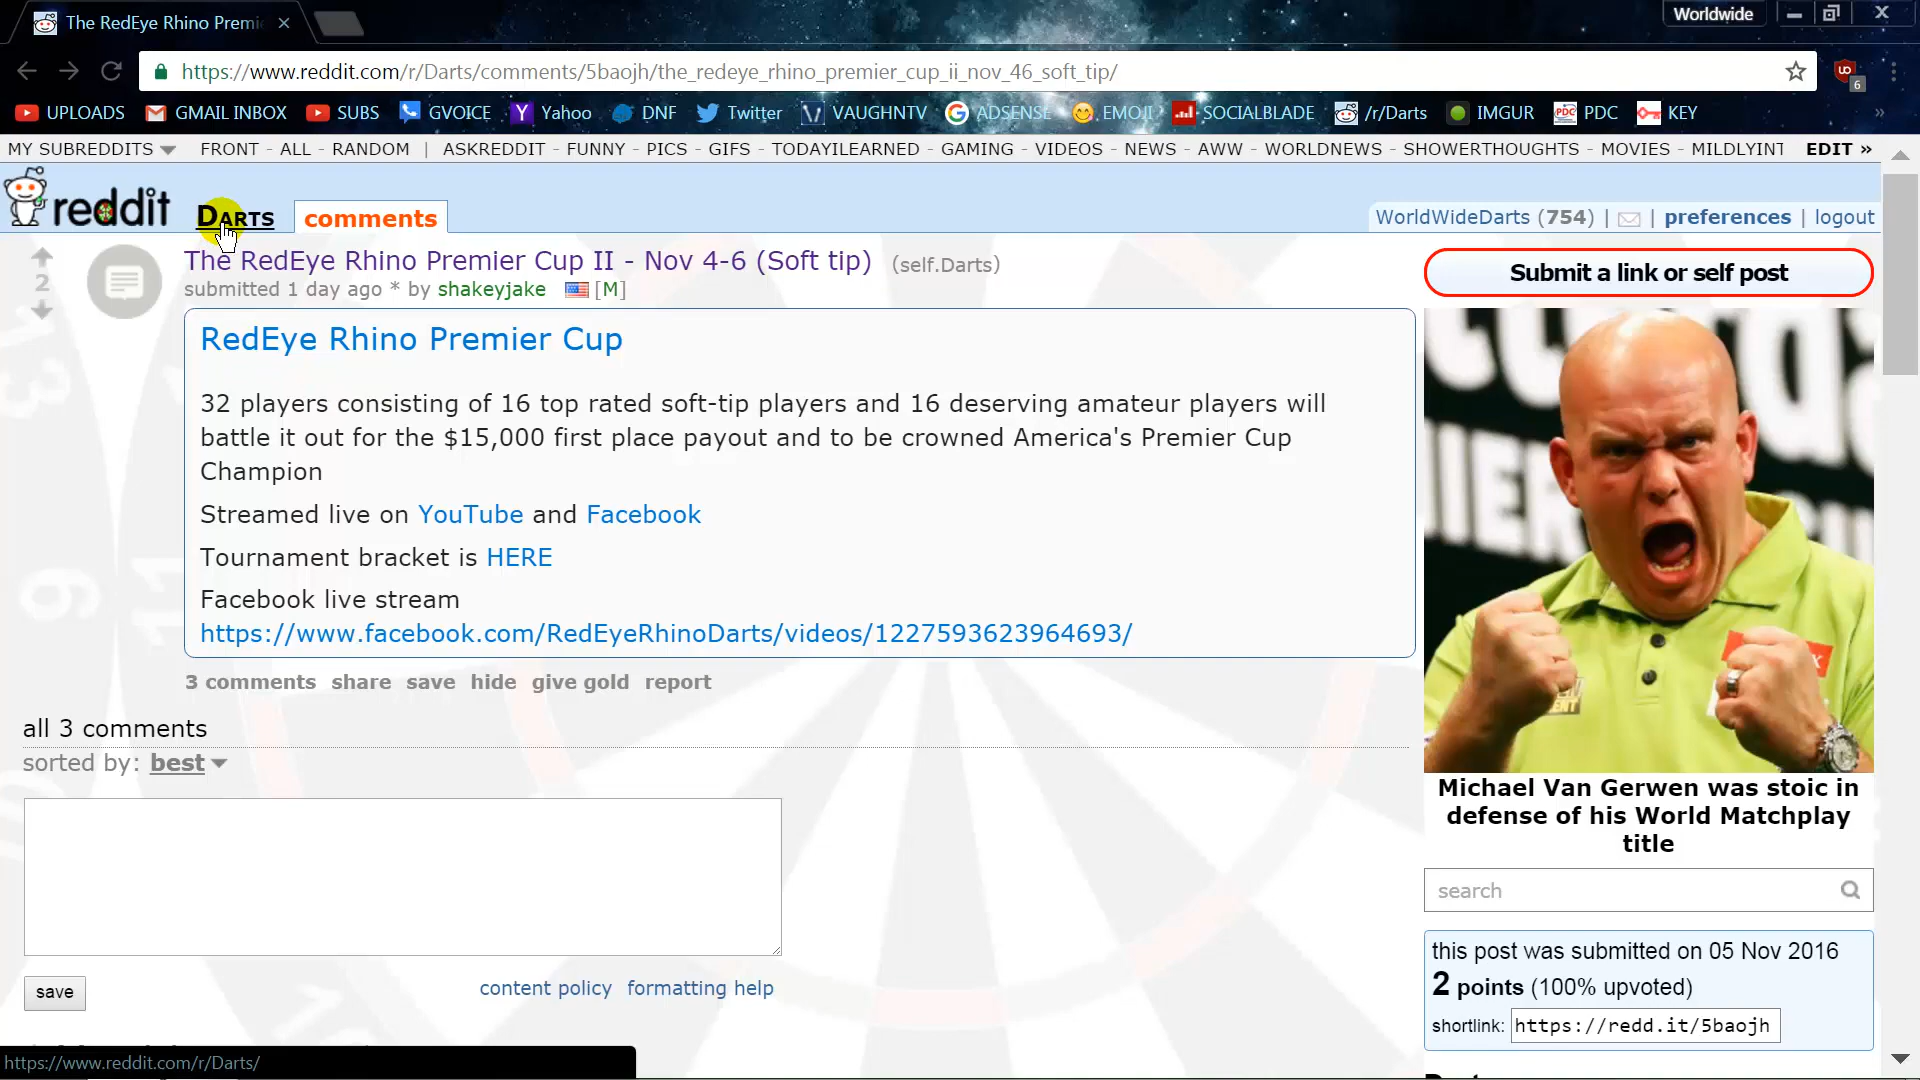 The RedEye Rhino Premie
Worldwide
https://www.reddit.com/r/Darts/comments/5baojh/the_redeye_rhino_premier_cup_ii_nov_46_soft_tip/
6
UPLOADS GMAIL INBOX SUBS GVOICE Yahoo DNF Twitter VAUGHNTV ADSENSE EMOJI SOCIALBLADE /r/Darts IMGUR PDC KEY »
MY SUBREDDITS FRONT - ALL - RANDOM | ASKREDDIT - FUNNY - PICS - GIFS - TODAYILEARNED - GAMING - VIDEOS - NEWS - AWW - WORLDNEWS - SHOWERTHOUGHTS - MOVIES - MILDLYINT EDIT »
reddit DARTS comments
WorldWideDarts (754) | preferences | logout
The RedEye Rhino Premier Cup II - Nov 4-6 (Soft tip) (self.Darts)
2
submitted 1 day ago * by shakeyjake [M]
RedEye Rhino Premier Cup
32 players consisting of 16 top rated soft-tip players and 16 deserving amateur players will
battle it out for the $15,000 first place payout and to be crowned America's Premier Cup
Champion
Streamed live on YouTube and Facebook
Tournament bracket is HERE
Facebook live stream
https://www.facebook.com/RedEyeRhinoDarts/videos/1227593623964693/
3 comments share save hide give gold report
all 3 comments
sorted by: best
save
content policy formatting help
Submit a link or self post
Michael Van Gerwen was stoic in
defense of his World Matchplay
title
search
this post was submitted on 05 Nov 2016
2 points (100% upvoted)
shortlink: https://redd.it/5baojh
https://www.reddit.com/r/Darts/